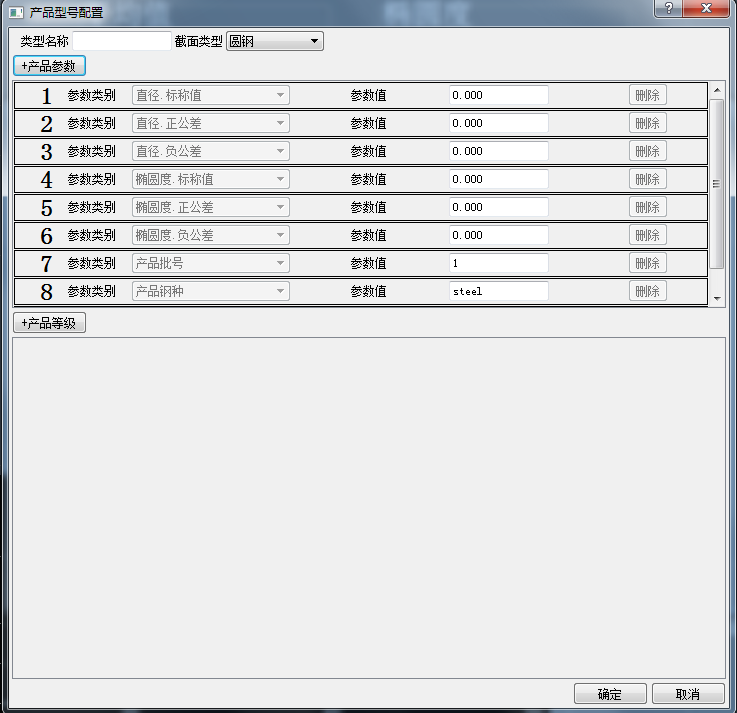 产品型号配置
类型名称 截面类型 圆钢
+产品参数
1 参数类别 直径.标称值 参数值 0.000 删除
2 参数类别 直径.正公差 参数值 0.000 删除
3 参数类别 直径.负公差 参数值 0.000 删除
4 参数类别 椭圆度.标称值 参数值 0.000 删除
5 参数类别 椭圆度.正公差 参数值 0.000 删除
6 参数类别 椭圆度.负公差 参数值 0.000 删除
7 参数类别 产品批号 参数值 1 删除
8 参数类别 产品钢种 参数值 steel 删除
+产品等级
确定 取消